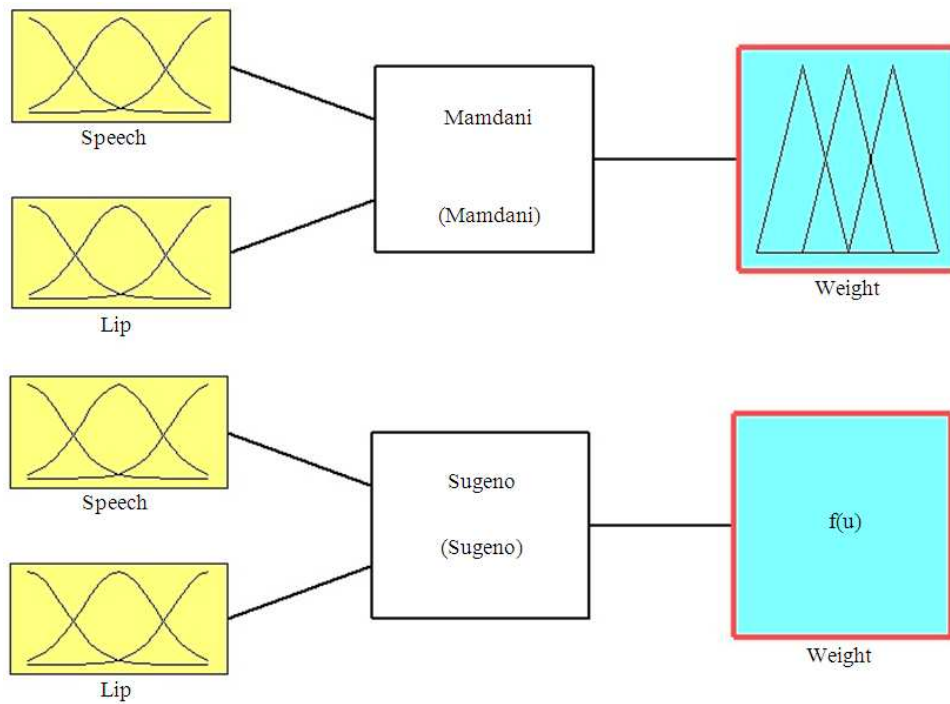 Speech
Mamdani
(Mamdani)
Lip
Weight
Speech
Sugeno
(Sugeno)
f(u)
Lip
Weight